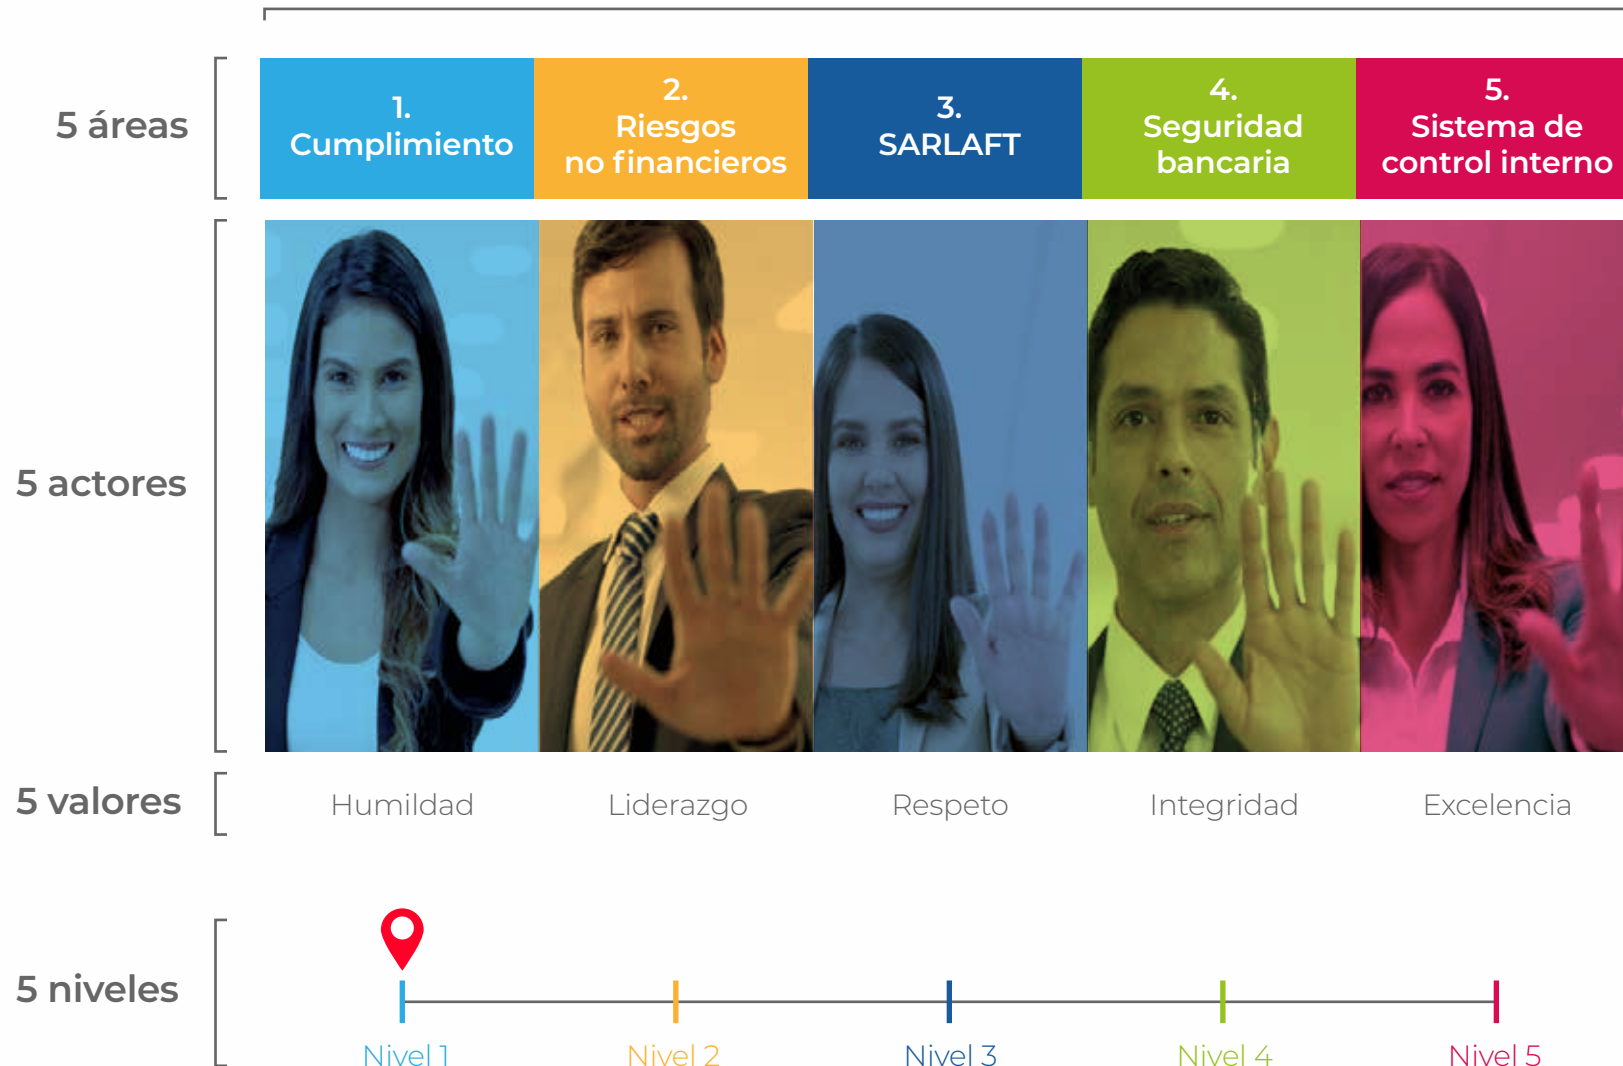 5 áreas
1.
Cumplimiento
2.
Riesgos
no financieros
3.
SARLAFT
4.
Seguridad
bancaria
5.
Sistema de
control interno
5 actores
5 valores
Humildad
Liderazgo
Respeto
Integridad
Excelencia
5 niveles
Nivel 1
Nivel 2
Nivel 3
Nivel 4
Nivel 5